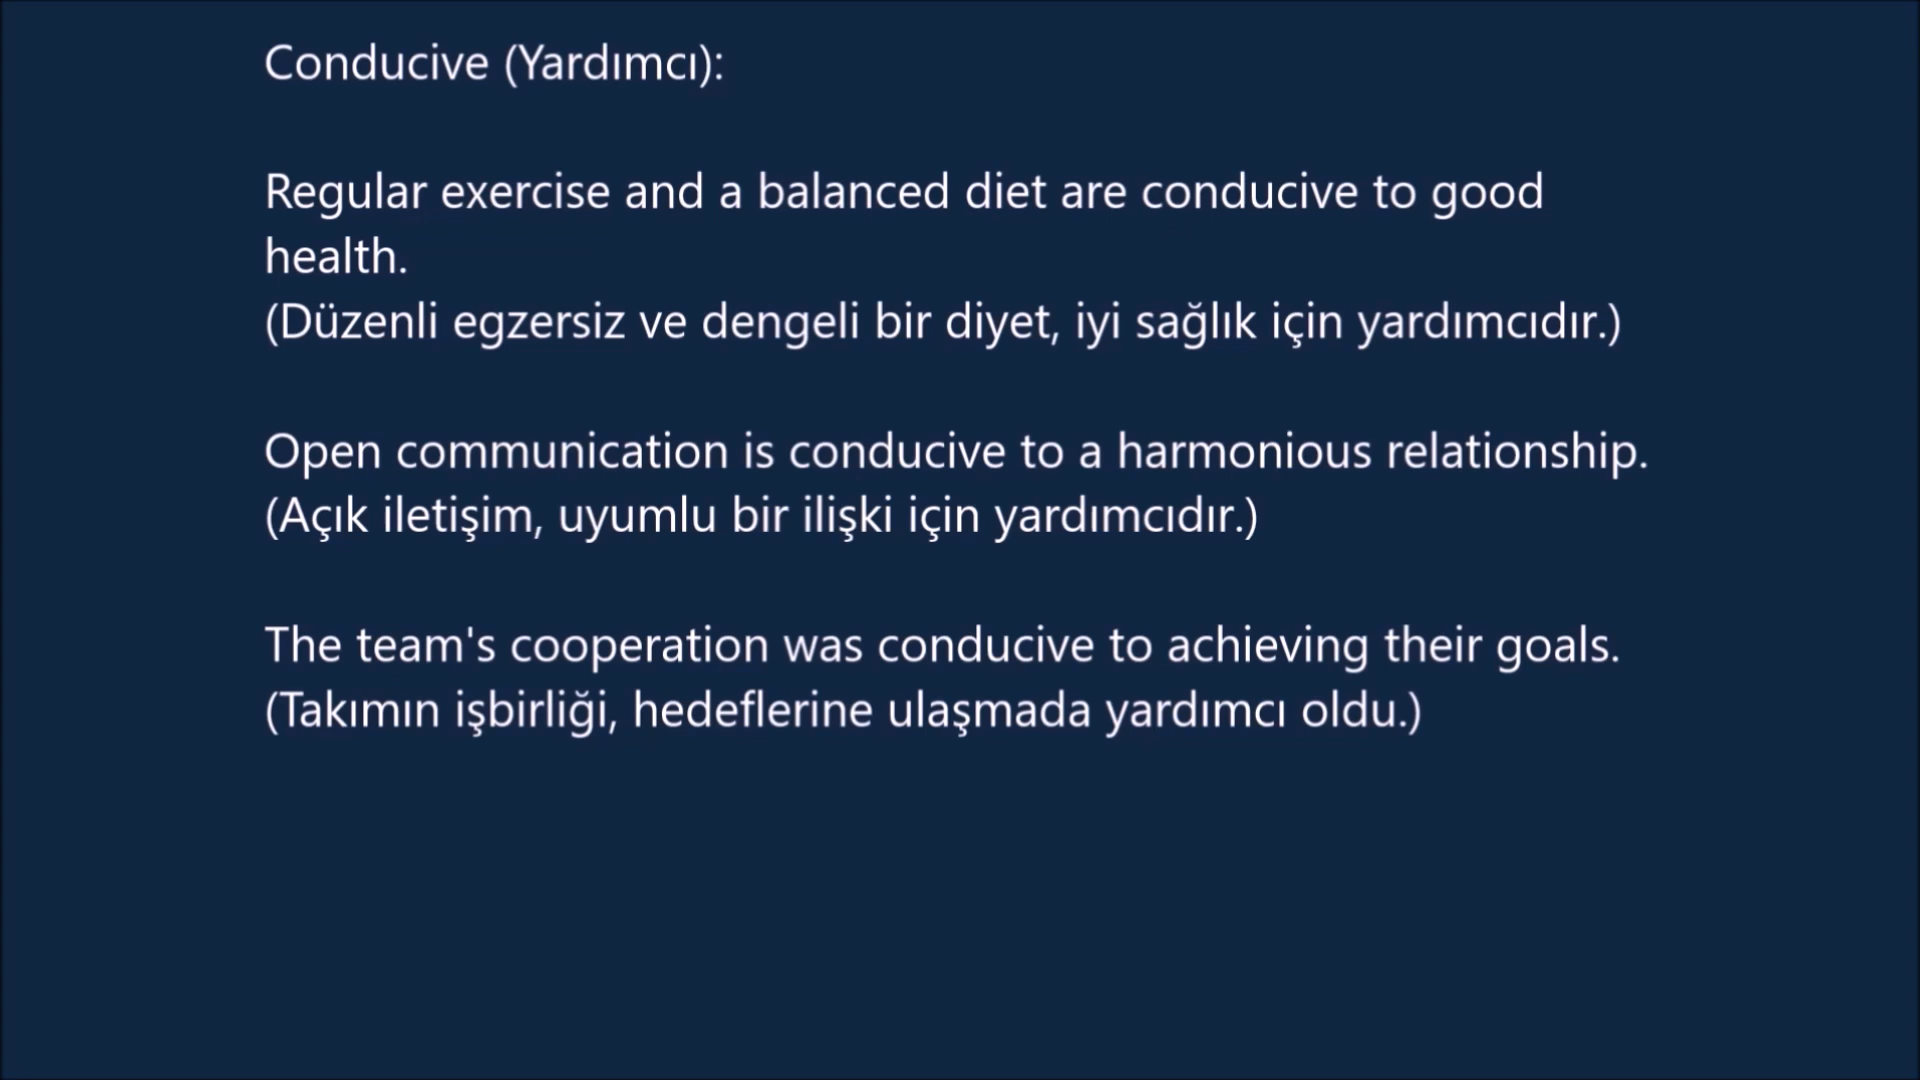 Conducive (Yardımcı):
Regular exercise and a balanced diet are conducive to good
health.
(Düzenli egzersiz ve dengeli bir diyet, iyi sağlık için yardımcıdır.)
Open communication is conducive to a harmonious relationship.
(Açık iletişim, uyumlu bir ilişki için yardımcıdır.)
The team's cooperation was conducive to achieving their goals.
(Takımın işbirliği, hedeflerine ulaşmada yardımcı oldu.)